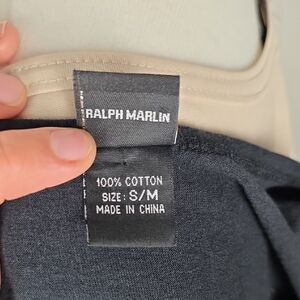 RALPH MARLIN
100% COTTON
SIZE: S/M
MADE IN CHINA